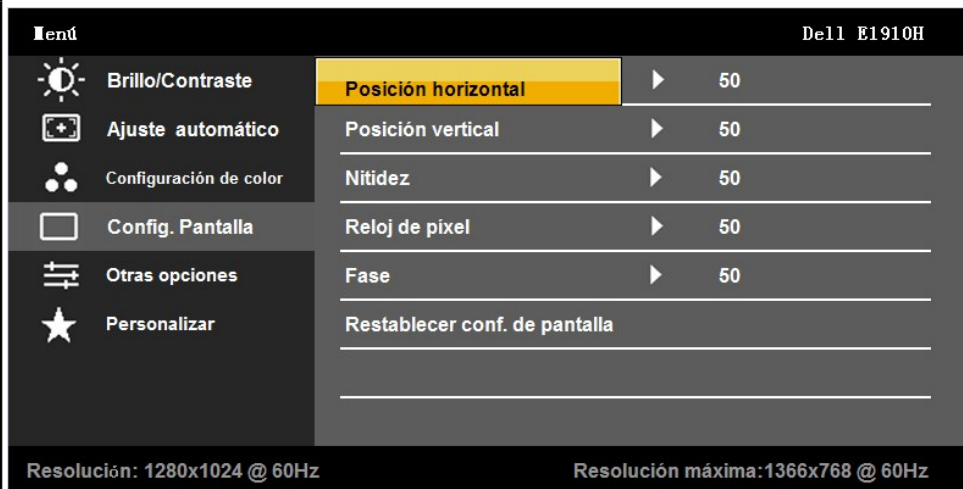 Menú Dell E1910H
Brillo/Contraste Posición horizontal 50
Ajuste automático Posición vertical 50
Configuración de color Nitidez 50
Config. Pantalla Reloj de píxel 50
Otras opciones Fase 50
Personalizar Restablecer conf. de pantalla
Resolución: 1280x1024 @ 60Hz Resolución máxima:1366x768 @ 60Hz